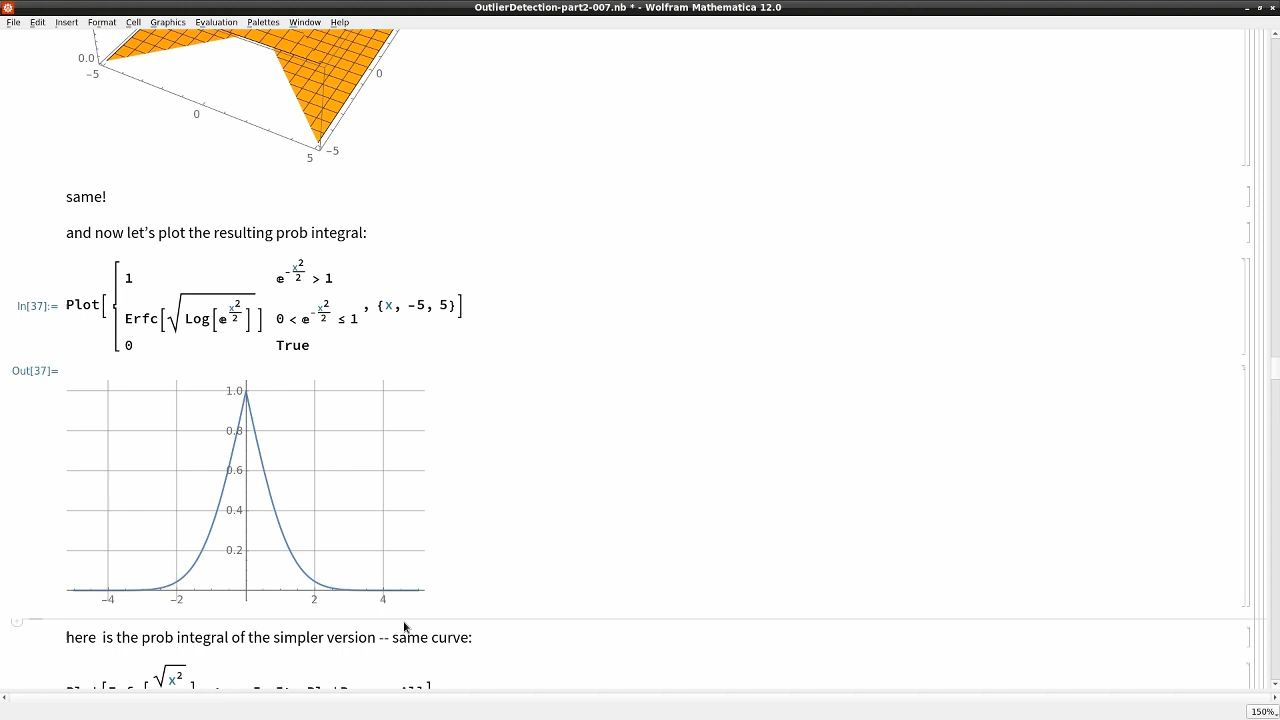 OutlierDetection-part2-007.nb * - Wolfram Mathematica 12.0
File Edit Insert Format Cell Graphics Evaluation Palettes Window Help
0.0
-5
0
0
5
-5
same!
and now let's plot the resulting prob integral:
1 ⅇ^(-x²/2) > 1
In[37]:= Plot[{ Erfc[√Log[ⅇ^(x²/2)]] 0 < ⅇ^(-x²/2) ≤ 1 , {x, -5, 5}]
0 True
Out[37]=
1.0
0.8
0.6
0.4
0.2
-4 -2 2 4
here is the prob integral of the simpler version -- same curve:
√x²
150%